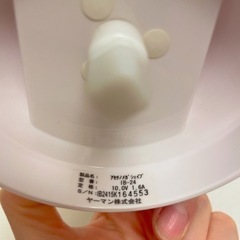 製品名: アセチノメガシェイプ
型番: IB-24
定格: 10.0V 1.6A
S/N: IB2415K164553
ヤーマン株式会社